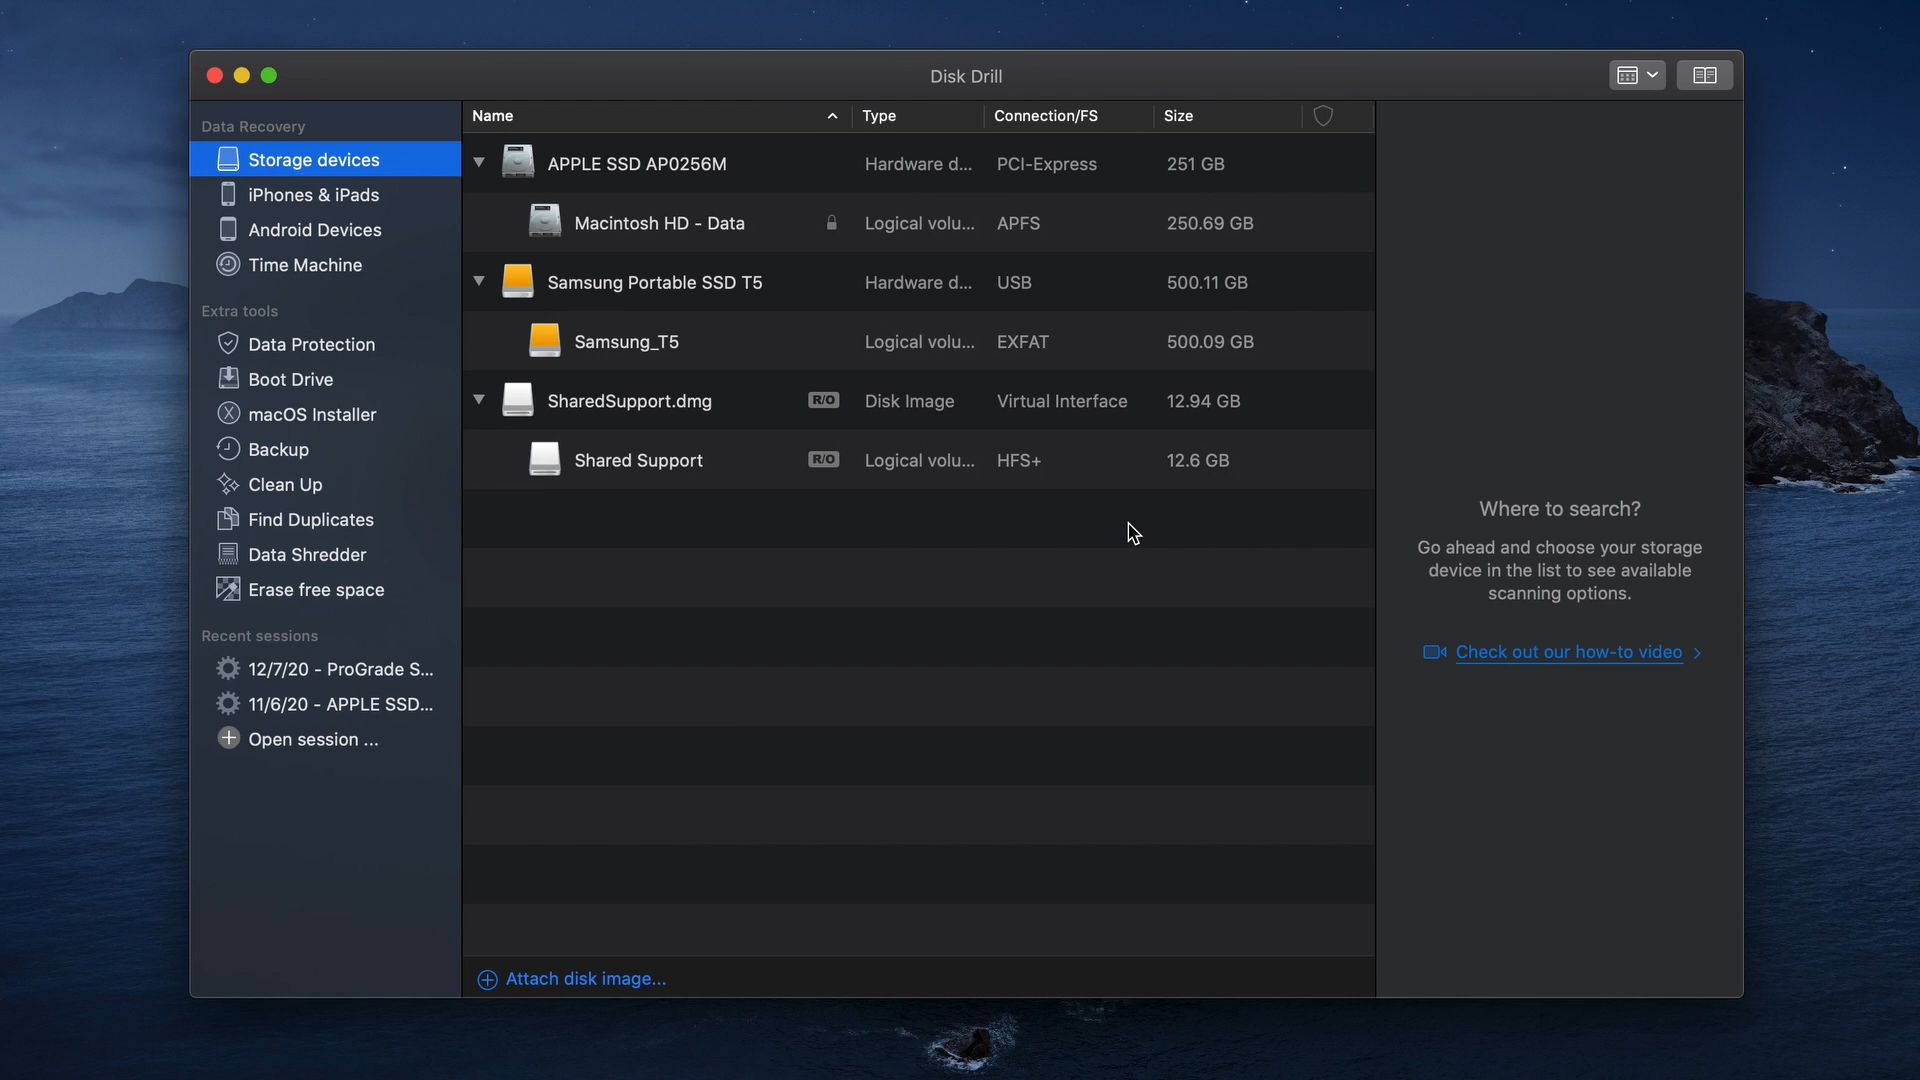 Disk Drill
Data Recovery
Storage devices
iPhones & iPads
Android Devices
Time Machine
Extra tools
Data Protection
Boot Drive
macOS Installer
Backup
Clean Up
Find Duplicates
Data Shredder
Erase free space
Recent sessions
12/7/20 - ProGrade S...
11/6/20 - APPLE SSD...
Open session ...
Name Type Connection/FS Size
APPLE SSD AP0256M Hardware d... PCI-Express 251 GB
Macintosh HD - Data Logical volu... APFS 250.69 GB
Samsung Portable SSD T5 Hardware d... USB 500.11 GB
Samsung_T5 Logical volu... EXFAT 500.09 GB
SharedSupport.dmg R/O Disk Image Virtual Interface 12.94 GB
Shared Support R/O Logical volu... HFS+ 12.6 GB
Attach disk image...
Where to search?
Go ahead and choose your storage
device in the list to see available
scanning options.
Check out our how-to video